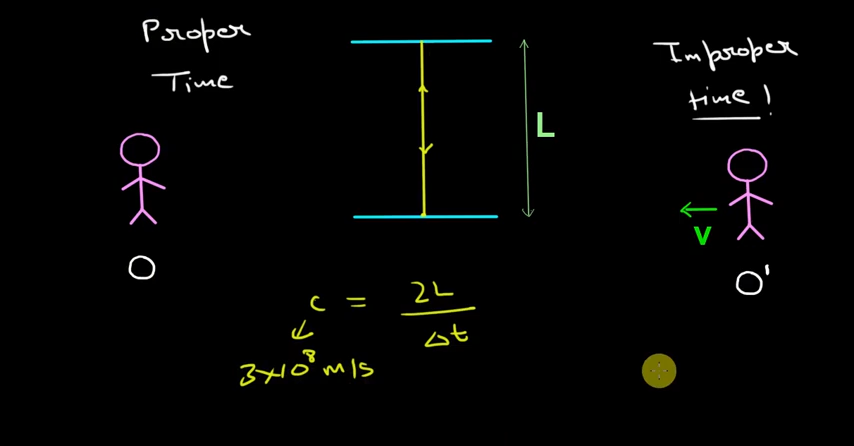 Proper
Time
Improper
time!
L
V
O
O'
c = 2L / Δt
3×10⁸ m/s